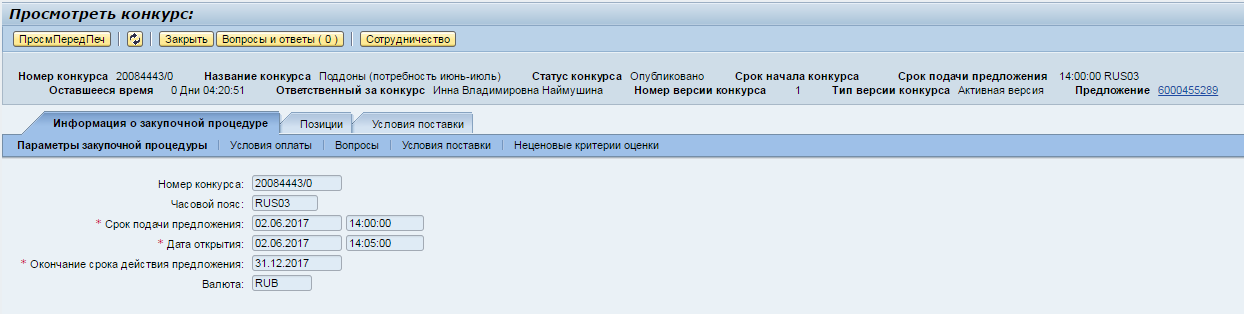 Просмотреть конкурс:
ПросмПередПеч Закрыть Вопросы и ответы ( 0 ) Сотрудничество
Номер конкурса 20084443/0 Название конкурса Поддоны (потребность июнь-июль) Статус конкурса Опубликовано Срок начала конкурса Срок подачи предложения 14:00:00 RUS03
Оставшееся время 0 Дни 04:20:51 Ответственный за конкурс Инна Владимировна Наймушина Номер версии конкурса 1 Тип версии конкурса Активная версия Предложение 6000455289
Информация о закупочной процедуре Позиции Условия поставки
Параметры закупочной процедуры Условия оплаты Вопросы Условия поставки Неценовые критерии оценки
Номер конкурса: 20084443/0
Часовой пояс: RUS03
* Срок подачи предложения: 02.06.2017 14:00:00
* Дата открытия: 02.06.2017 14:05:00
* Окончание срока действия предложения: 31.12.2017
Валюта: RUB